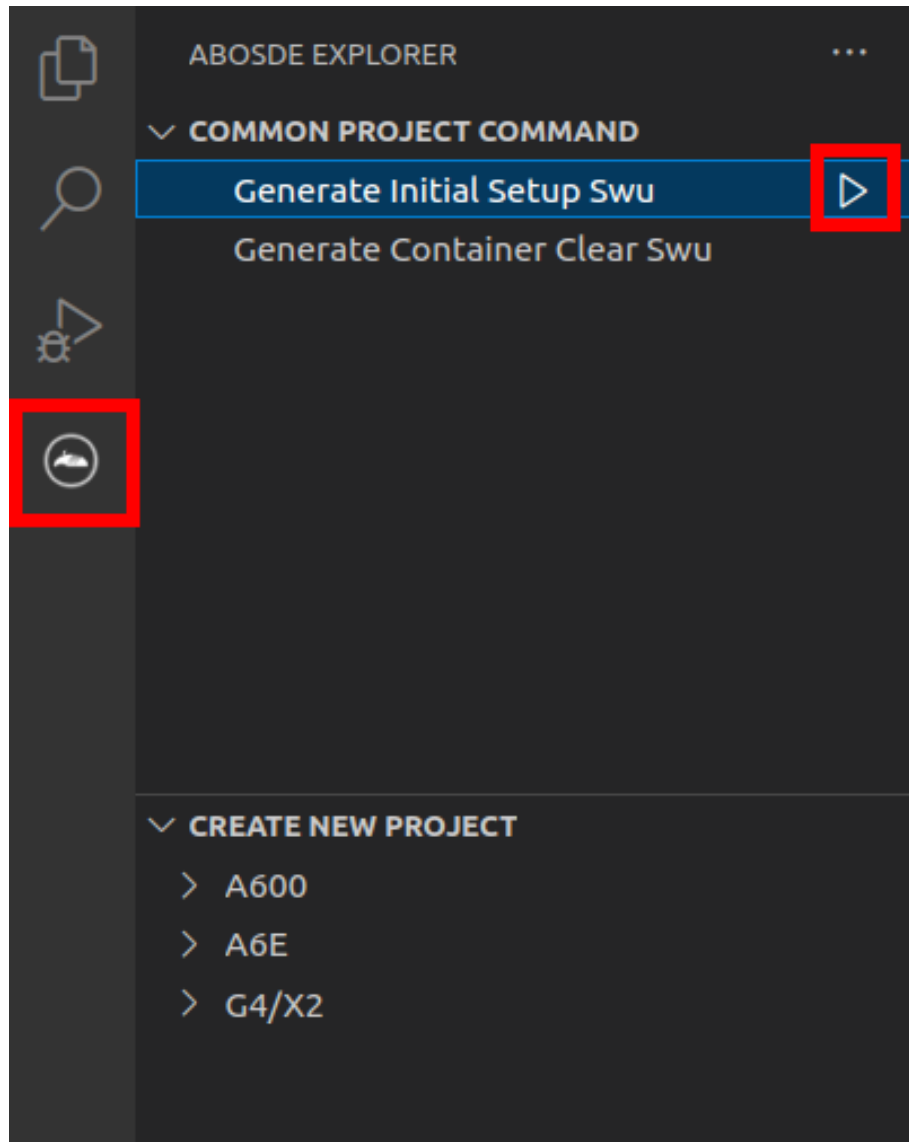 ABOSDE EXPLORER
COMMON PROJECT COMMAND
Generate Initial Setup Swu
Generate Container Clear Swu
CREATE NEW PROJECT
A600
A6E
G4/X2